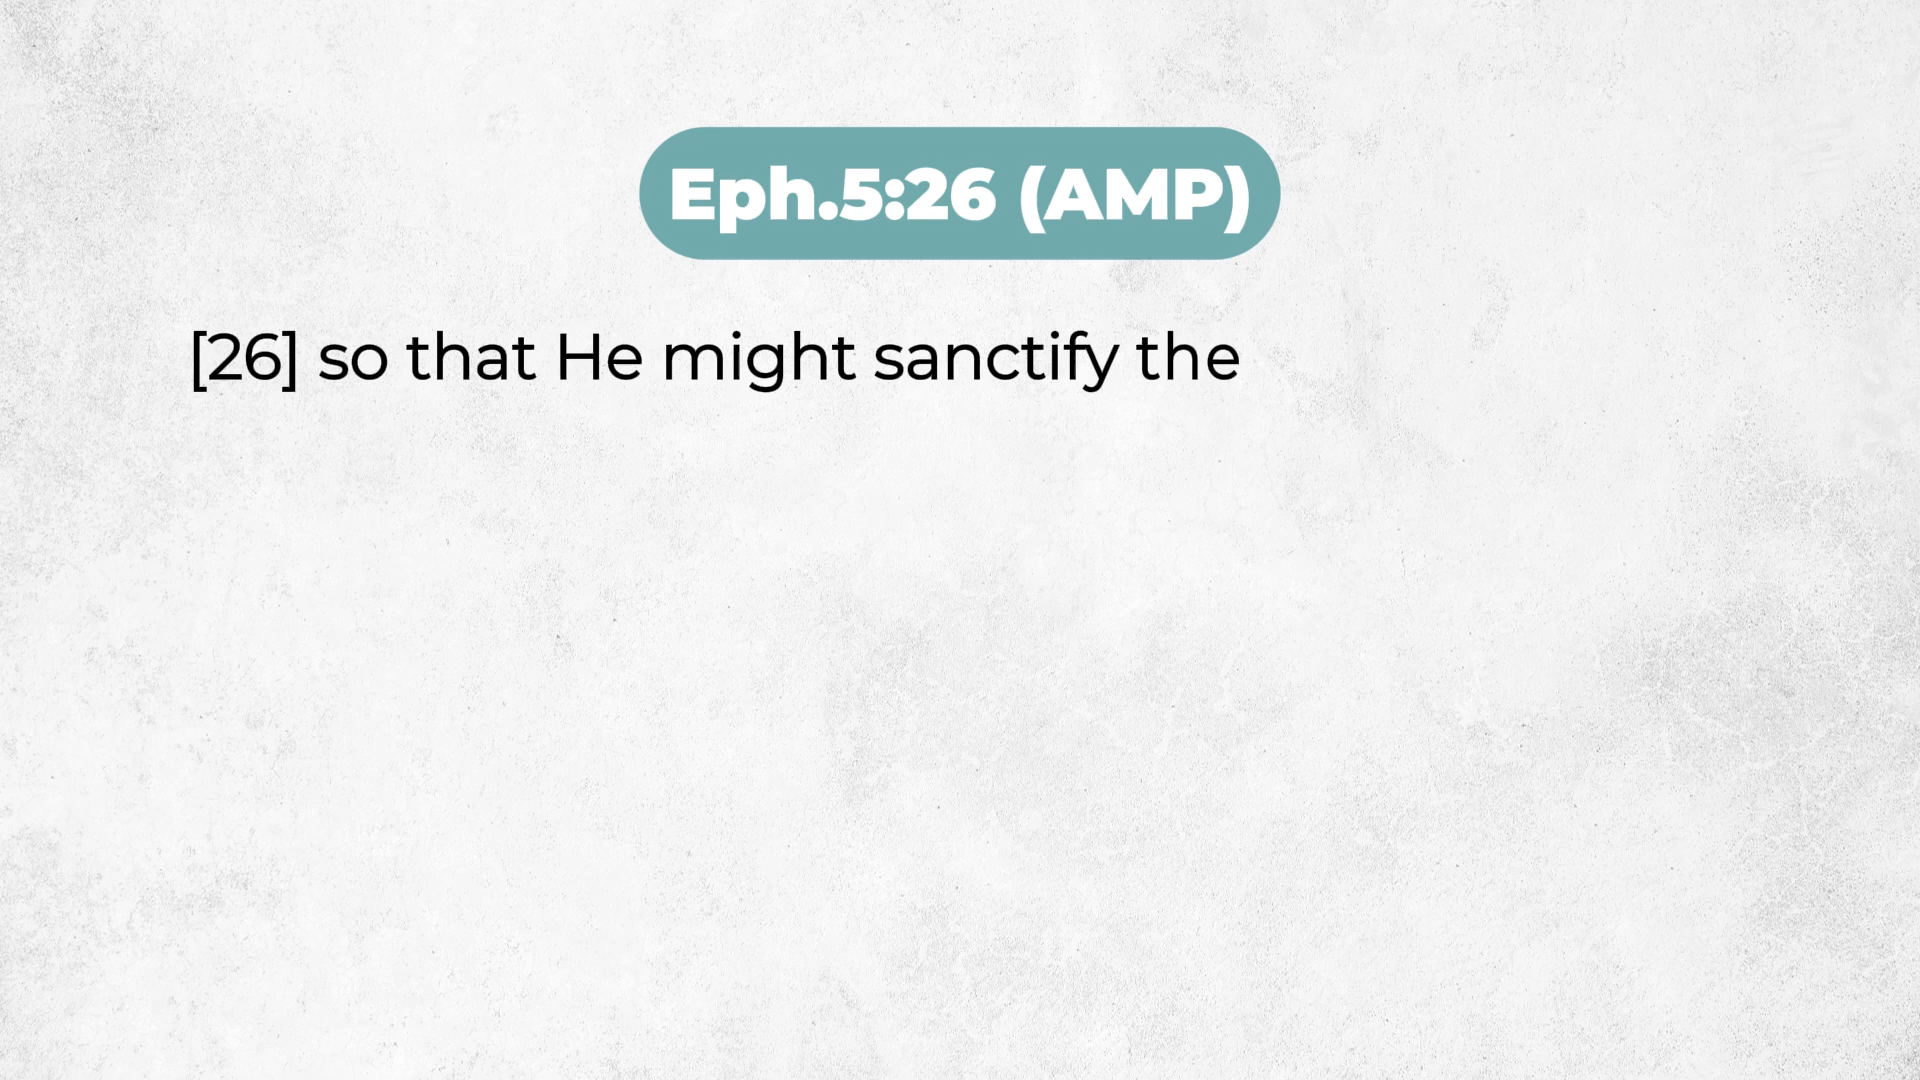 Eph.5:26 (AMP)
[26] so that He might sanctify the